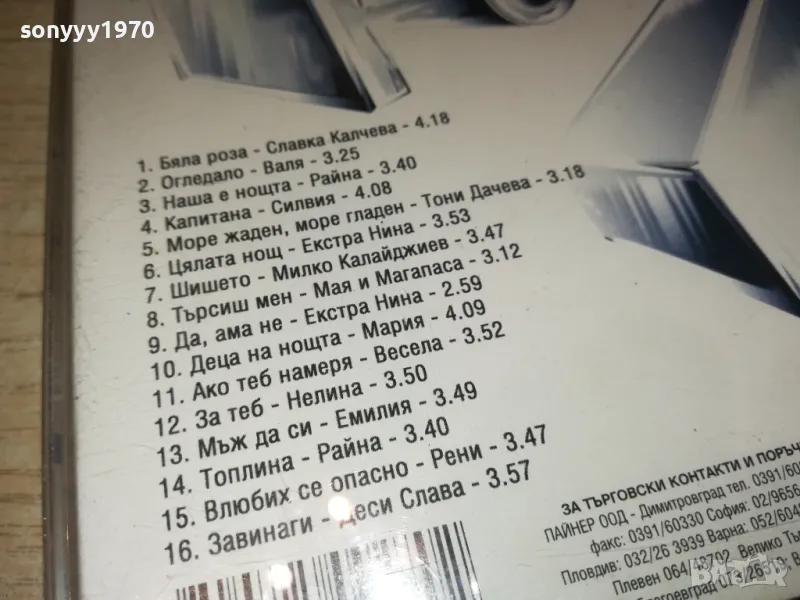 sonyyy1970
1. Бяла роза - Славка Калчева - 4.18
2. Огледало - Валя - 3.25
3. Наша е нощта - Райна - 3.40
4. Капитана - Силвия - 4.08
5. Море жаден, море гладен - Тони Дачева - 3.18
6. Цялата нощ - Екстра Нина - 3.53
7. Шишето - Милко Калайджиев - 3.47
8. Търсиш мен - Мая и Магапаса - 3.12
9. Да, ама не - Екстра Нина - 2.59
10. Деца на нощта - Мария - 4.09
11. Ако теб намеря - Весела - 3.52
12. За теб - Нелина - 3.50
13. Мъж да си - Емилия - 3.49
14. Топлина - Райна - 3.40
15. Влюбих се опасно - Рени - 3.47
16. Завинаги - Деси Слава - 3.57
ЗА ТЪРГОВСКИ КОНТАКТИ И ПОРЪЧ
ПАЙНЕР ООД - Димитровград тел. 0391/60
факс: 0391/60330 София: 02/9656
Пловдив: 032/26 3939 Варна: 052/604
Плевен 064/ Велико Тъ
Bazar